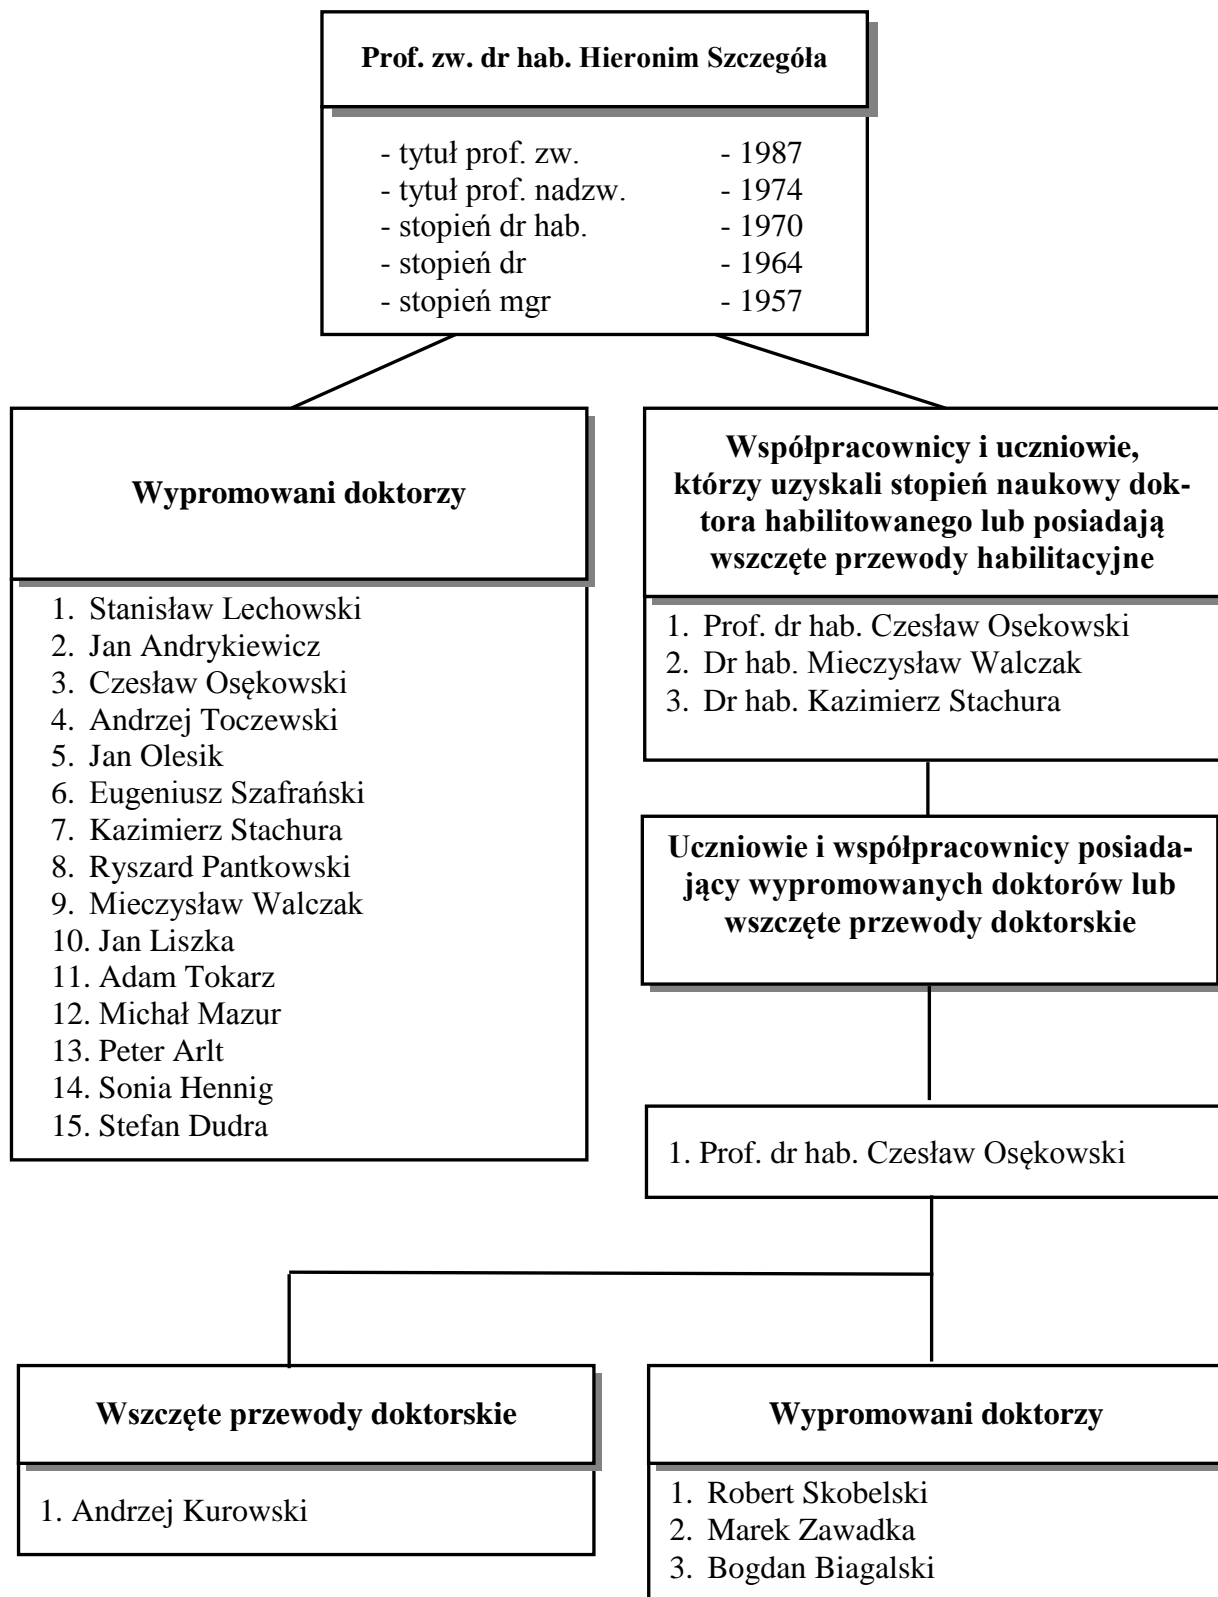 Prof. zw. dr hab. Hieronim Szczegóła
- tytuł prof. zw. - 1987
- tytuł prof. nadzw. - 1974
- stopień dr hab. - 1970
- stopień dr - 1964
- stopień mgr - 1957
Wypromowani doktorzy
1. Stanisław Lechowski
2. Jan Andrykiewicz
3. Czesław Osękowski
4. Andrzej Toczewski
5. Jan Olesik
6. Eugeniusz Szafrański
7. Kazimierz Stachura
8. Ryszard Pantkowski
9. Mieczysław Walczak
10. Jan Liszka
11. Adam Tokarz
12. Michał Mazur
13. Peter Arlt
14. Sonia Hennig
15. Stefan Dudra
Współpracownicy i uczniowie,
którzy uzyskali stopień naukowy dok-
tora habilitowanego lub posiadają
wszczęte przewody habilitacyjne
1. Prof. dr hab. Czesław Osekowski
2. Dr hab. Mieczysław Walczak
3. Dr hab. Kazimierz Stachura
Uczniowie i współpracownicy posiada-
jący wypromowanych doktorów lub
wszczęte przewody doktorskie
1. Prof. dr hab. Czesław Osękowski
Wszczęte przewody doktorskie
1. Andrzej Kurowski
Wypromowani doktorzy
1. Robert Skobelski
2. Marek Zawadka
3. Bogdan Biagalski